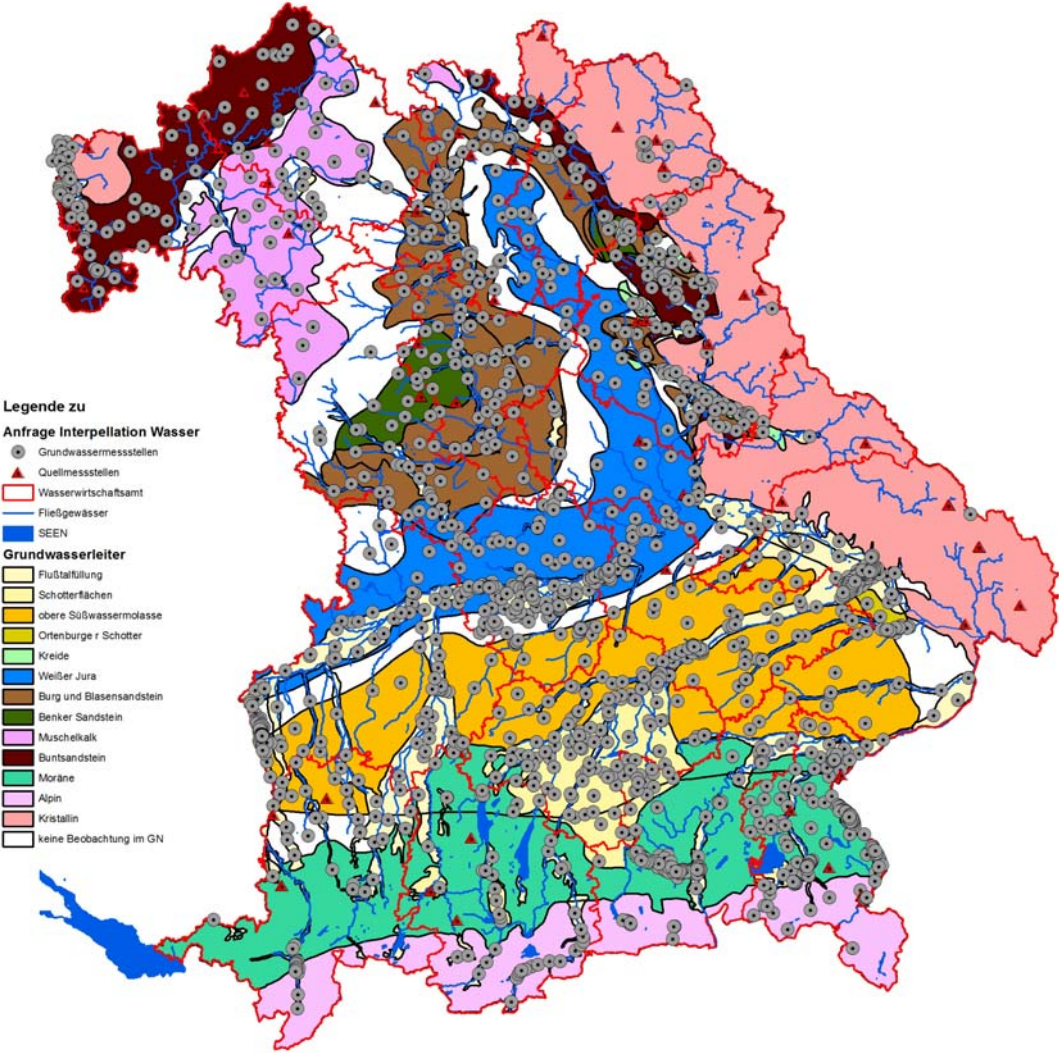 Legende zu
Anfrage Interpellation Wasser
Grundwassermessstellen
Quellmessstellen
Wasserwirtschaftsamt
Fließgewässer
SEEN
Grundwasserleiter
Flußtalfüllung
Schotterflächen
obere Süßwassermolasse
Ortenburge r Schotter
Kreide
Weißer Jura
Burg und Blasensandstein
Benker Sandstein
Muschelkalk
Buntsandstein
Moräne
Alpin
Kristallin
keine Beobachtung im GN